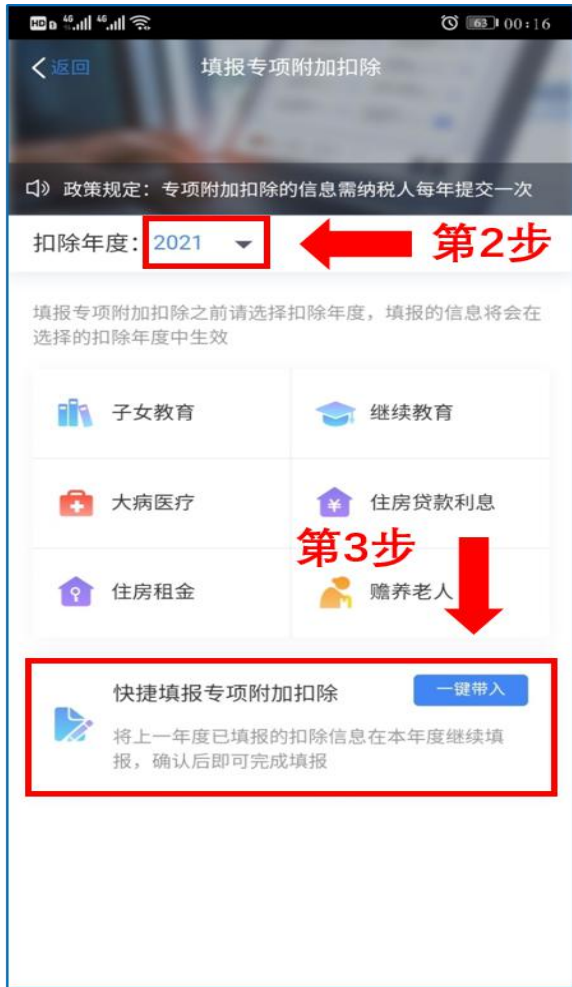 HD 46 46 63 00:16
返回 填报专项附加扣除
政策规定：专项附加扣除的信息需纳税人每年提交一次
扣除年度：2021 第2步
填报专项附加扣除之前请选择扣除年度，填报的信息将会在
选择的扣除年度中生效
子女教育 继续教育
大病医疗 住房贷款利息
第3步
住房租金 赡养老人
快捷填报专项附加扣除 一键带入
将上一年度已填报的扣除信息在本年度继续填
报，确认后即可完成填报